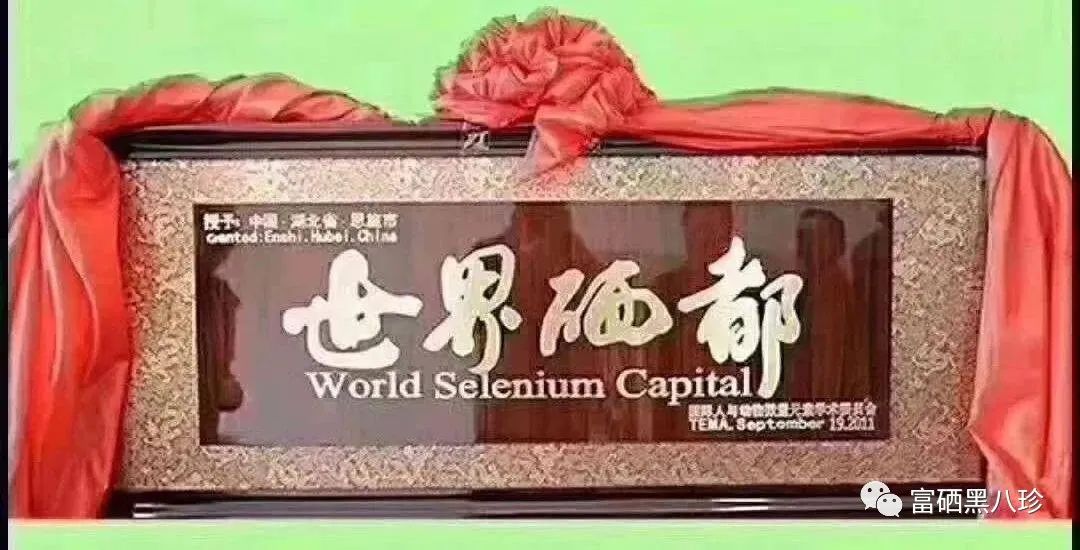 授予:中国.湖北省.恩施市
Granted:Enshi.Hubei.China
世界硒都
World Selenium Capital
国际人与动物微量元素学术委员会
TEMA.September 19.2011
富硒黑八珍